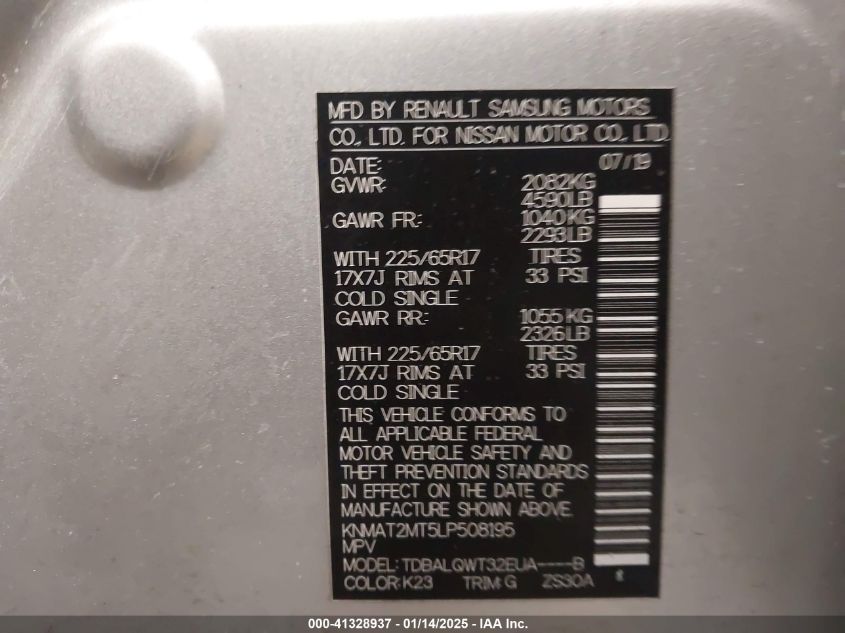 MFD BY RENAULT SAMSUNG MOTORS
CO., LTD. FOR NISSAN MOTOR CO., LTD.
DATE: 07/19
GVWR: 2082KG
4590LB
GAWR FR: 1040KG
2293LB
WITH 225/65R17 TIRES
17X7J RIMS AT 33 PSI
COLD SINGLE
GAWR RR: 1055KG
2326LB
WITH 225/65R17 TIRES
17X7J RIMS AT 33 PSI
COLD SINGLE
THIS VEHICLE CONFORMS TO
ALL APPLICABLE FEDERAL
MOTOR VEHICLE SAFETY AND
THEFT PREVENTION STANDARDS
IN EFFECT ON THE DATE OF
MANUFACTURE SHOWN ABOVE.
KNMAT2MT5LP508195
MPV
MODEL: TDBALQWT32EUA----B
COLOR: K23 TRIM: G ZS30A
000-41328937 - 01/14/2025 - IAA Inc.